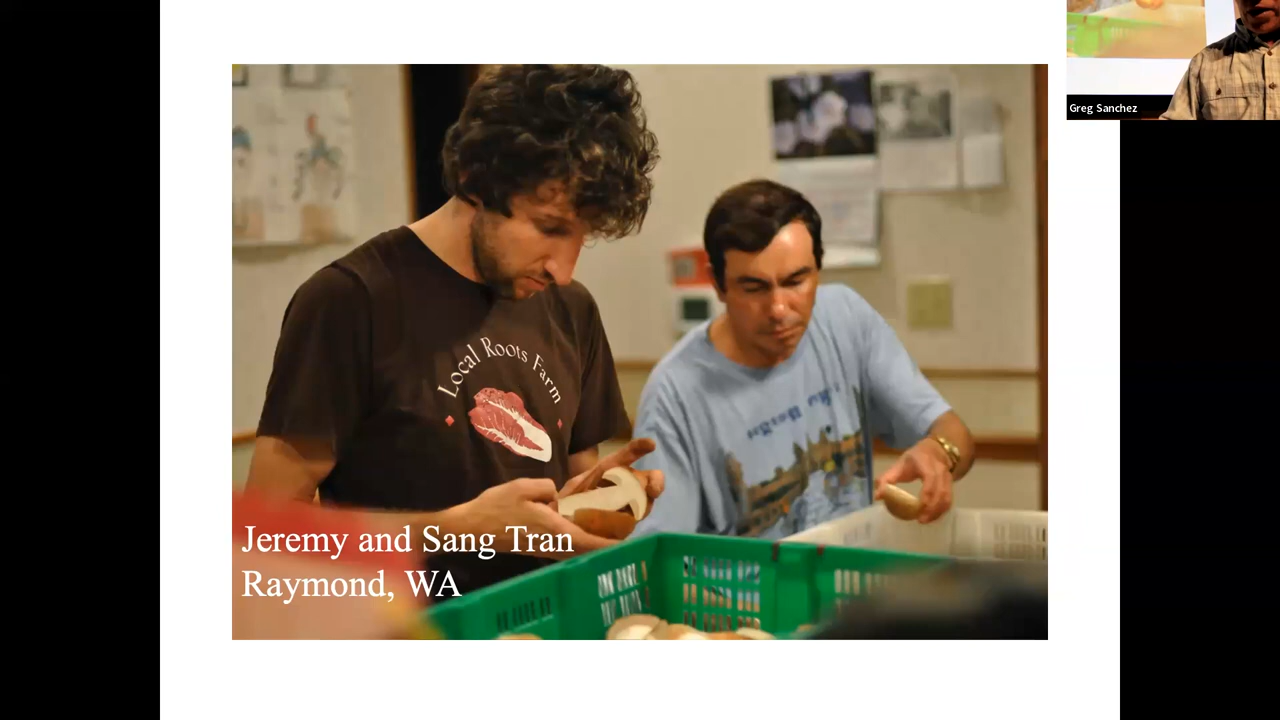 Greg Sanchez
Local Roots Farm
Jeremy and Sang Tran
Raymond, WA